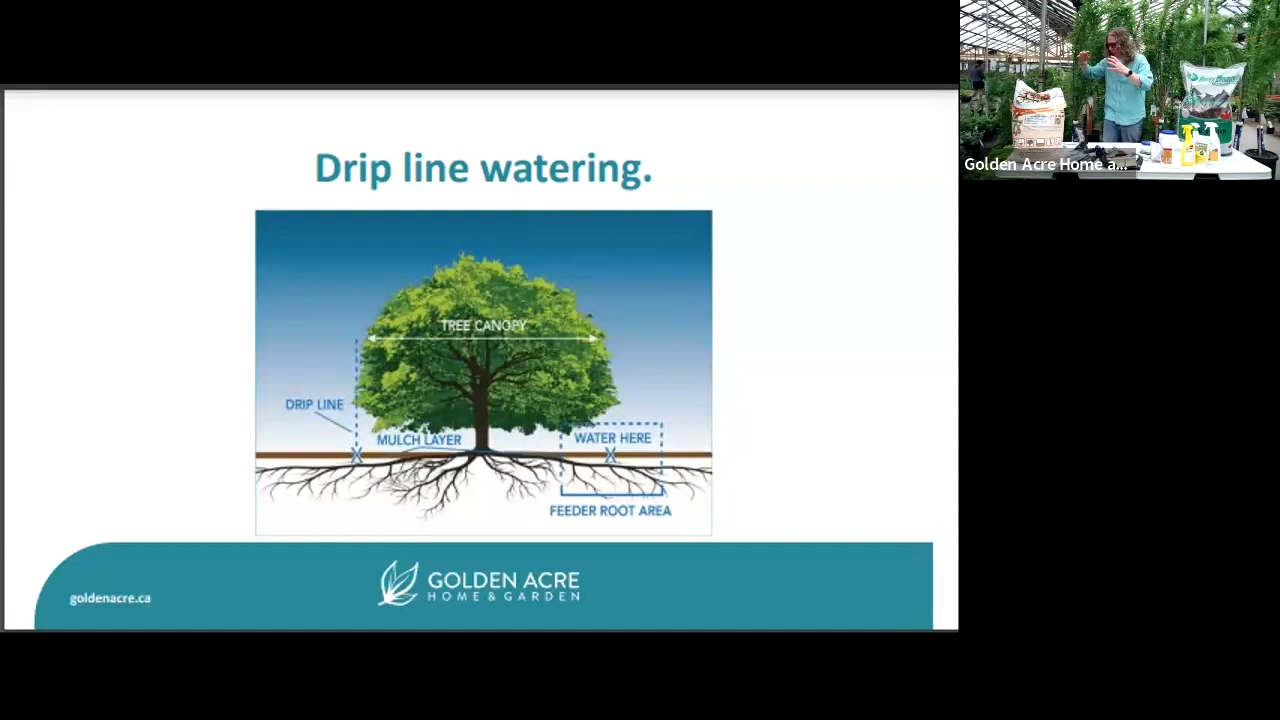 Drip line watering.
TREE CANOPY
DRIP LINE
MULCH LAYER
WATER HERE
X
X
FEEDER ROOT AREA
goldenacre.ca
GOLDEN ACRE
HOME & GARDEN
Golden Acre Home a...